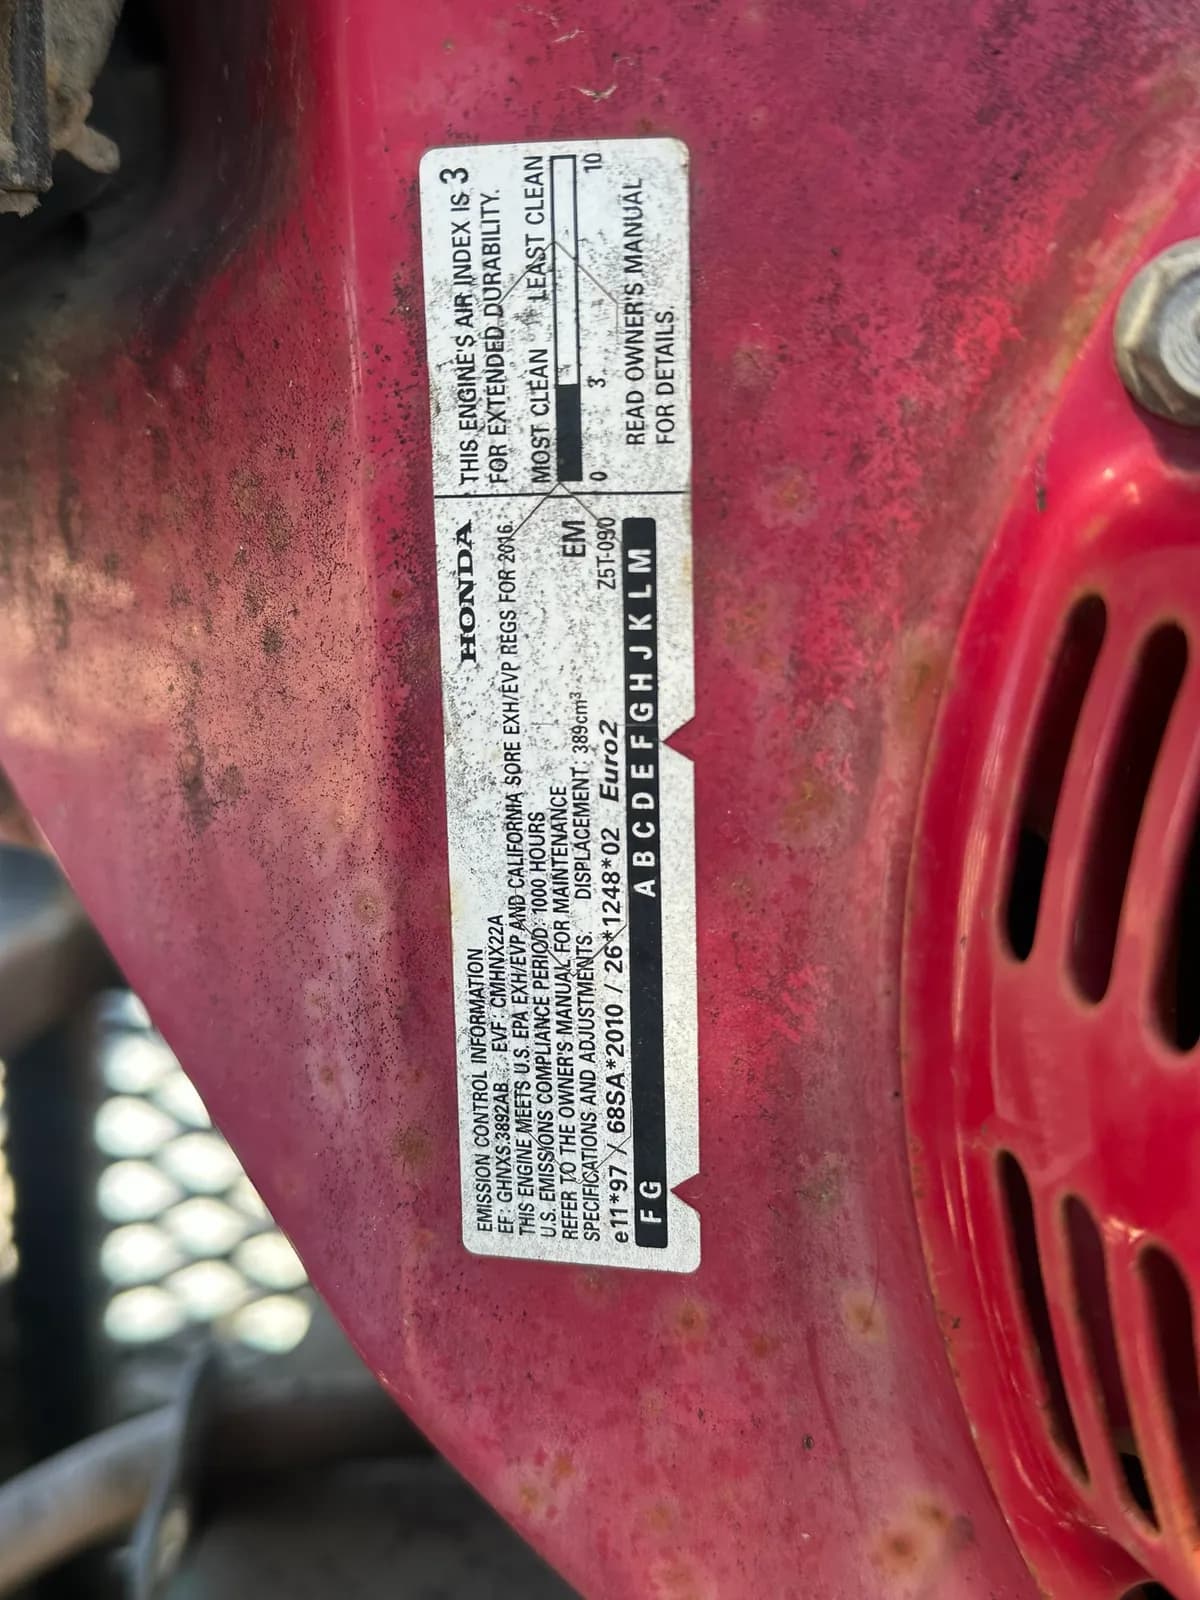 EMISSION CONTROL INFORMATION HONDA
EF : GHNXS.3892AB EVF : CMHNX22A
THIS ENGINE MEETS U.S. EPA EXH/EVP AND CALIFORNIA SORE EXH/EVP REGS FOR 2016.
U.S. EMISSIONS COMPLIANCE PERIOD : 1000 HOURS
REFER TO THE OWNER'S MANUAL FOR MAINTENANCE
SPECIFICATIONS AND ADJUSTMENTS. DISPLACEMENT : 389cm³ EM
e11*97 / 68SA*2010 / 26*1248*02 Euro2 Z5T-090
F G A B C D E F G H J K L M
THIS ENGINE'S AIR INDEX IS 3
FOR EXTENDED DURABILITY.
MOST CLEAN LEAST CLEAN
0 3 10
READ OWNER'S MANUAL
FOR DETAILS.